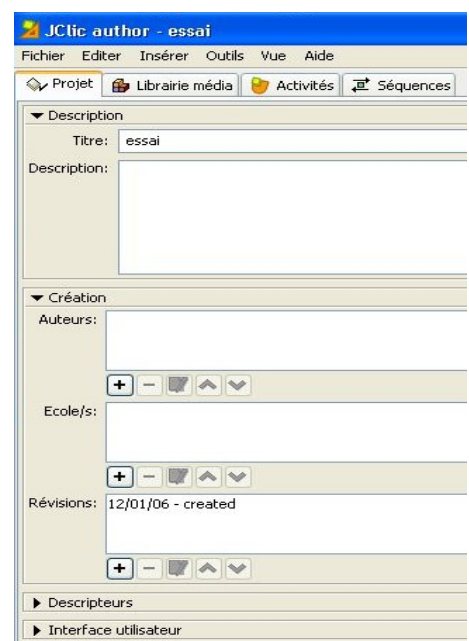 JClic author - essai
Fichier Editer Insérer Outils Vue Aide
Projet Librairie média Activités Séquences
Description
Titre: essai
Description:
Création
Auteurs:
Ecole/s:
Révisions: 12/01/06 - created
Descripteurs
Interface utilisateur